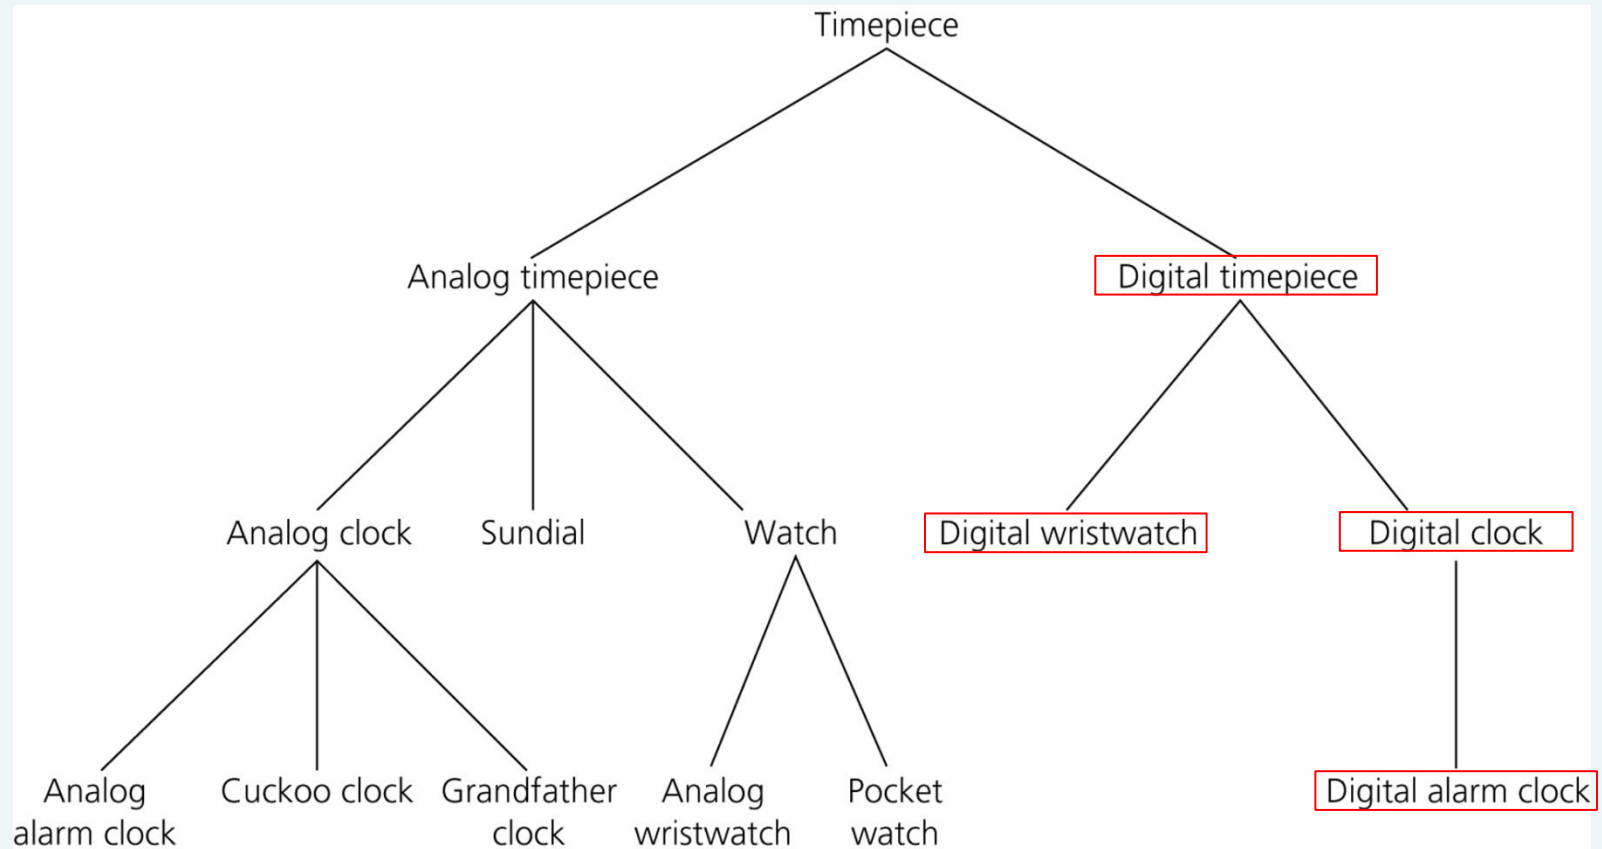 Timepiece
Analog timepiece
Digital timepiece
Analog clock
Sundial
Watch
Digital wristwatch
Digital clock
Analog
alarm clock
Cuckoo clock
Grandfather
clock
Analog
wristwatch
Pocket
watch
Digital alarm clock